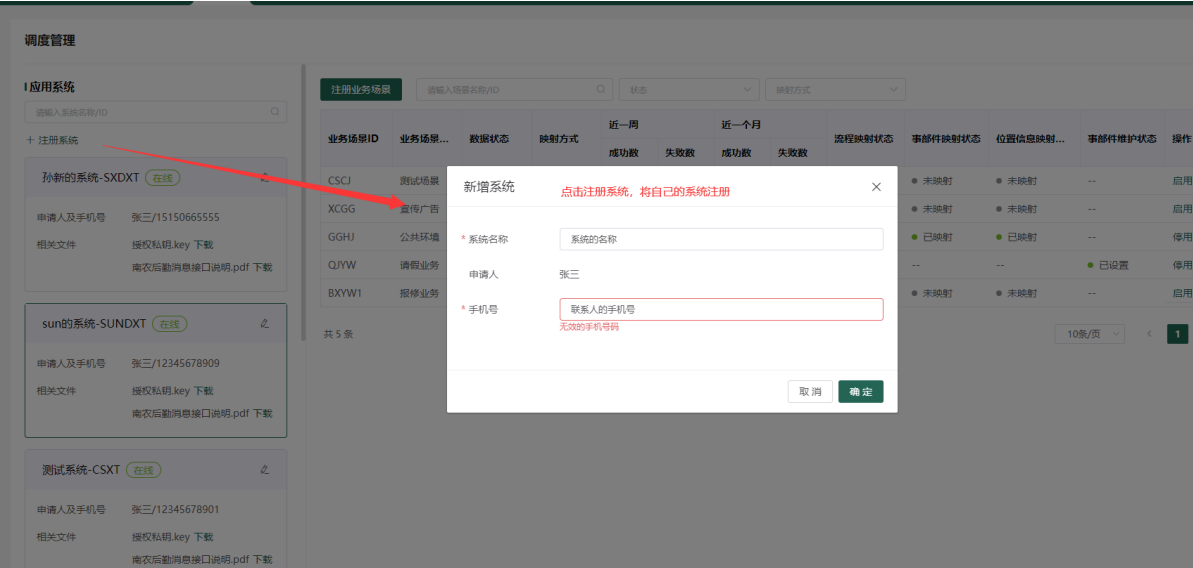 调度管理
应用系统
请输入系统名称/ID
+ 注册系统
孙新的系统-SXDXT 在线
申请人及手机号 张三/15150665555
相关文件 授权私钥.key 下载
南农后勤消息接口说明.pdf 下载
sun的系统-SUNDXT 在线
申请人及手机号 张三/12345678909
相关文件 授权私钥.key 下载
南农后勤消息接口说明.pdf 下载
测试系统-CSXT 在线
申请人及手机号 张三/12345678901
相关文件 授权私钥.key 下载
南农后勤消息接口说明.pdf 下载
注册业务场景 请输入场景名称/ID 状态 映射方式
业务场景ID 业务场景... 数据状态 映射方式 近一周 近一个月 流程映射状态 事部件映射状态 位置信息映射... 事部件维护状态 操作
成功数 失败数 成功数 失败数
CSCJ 测试场景 未映射 未映射 -- 启用
XCGG 宣传广告 未映射 未映射 -- 启用
GGHJ 公共环境 已映射 已映射 -- 停用
QJYW 请假业务 -- -- 已设置 停用
BXYW1 报修业务 未映射 未映射 -- 启用
共 5 条 10条/页 < 1
新增系统 点击注册系统，将自己的系统注册
* 系统名称 系统的名称
申请人 张三
* 手机号 联系人的手机号
无效的手机号码
取 消 确 定